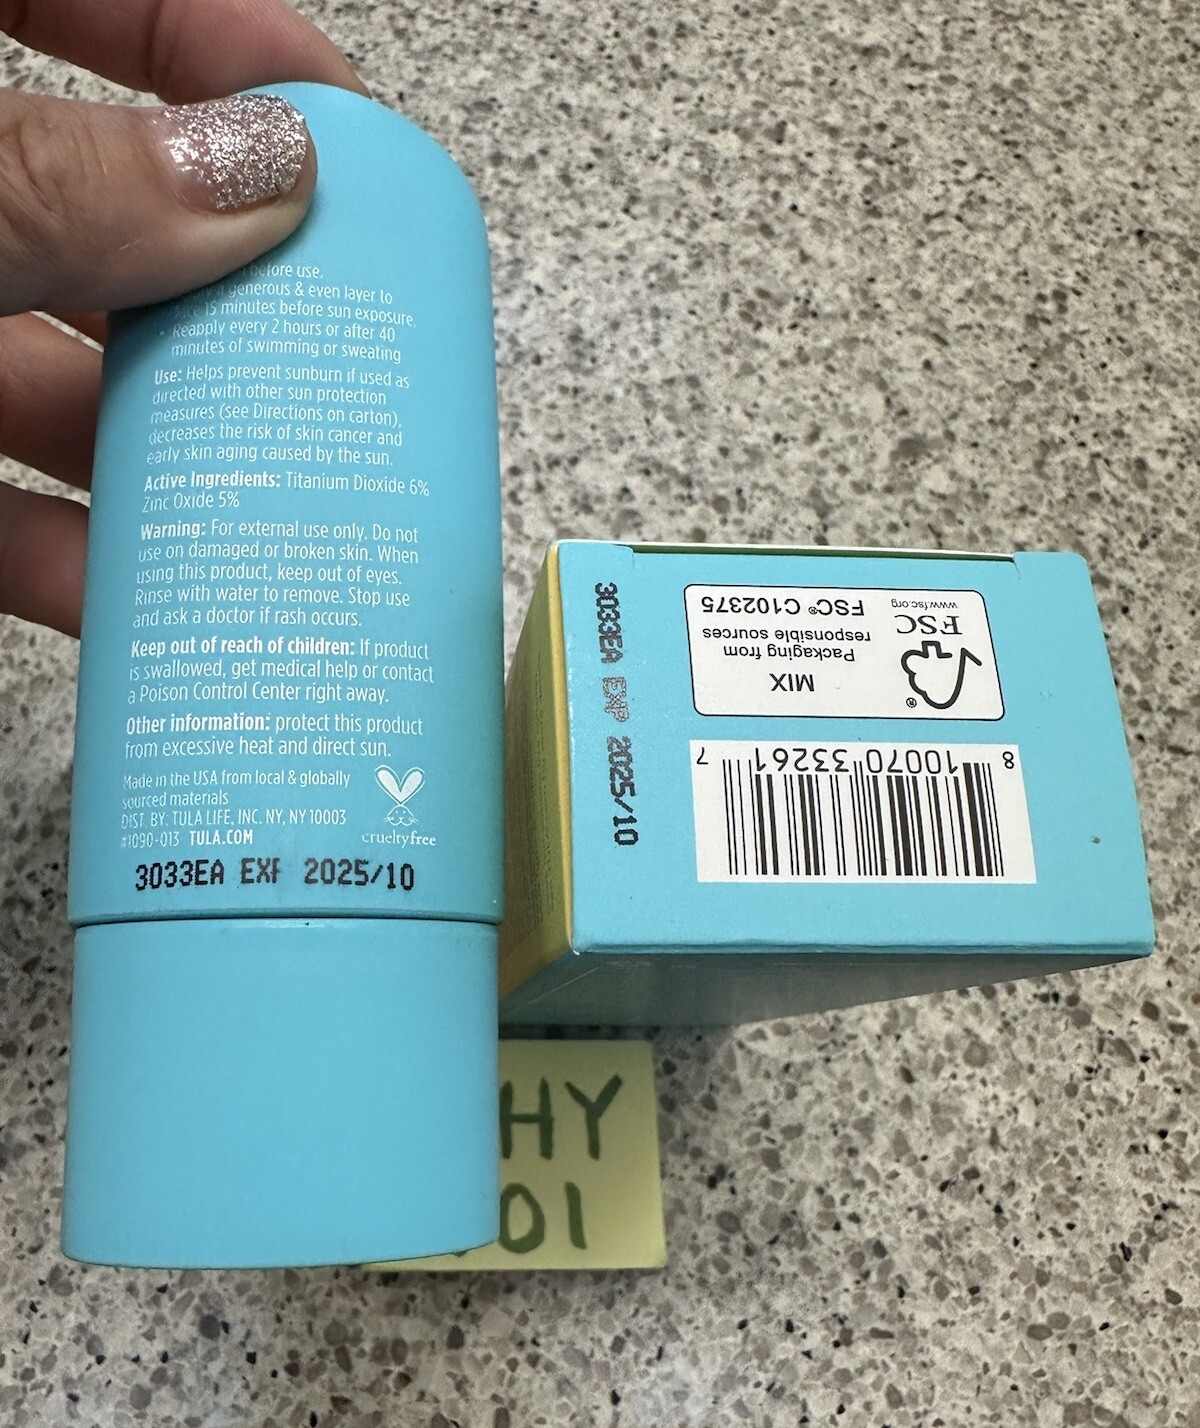 before use.
generous & even layer to
face 15 minutes before sun exposure.
• Reapply every 2 hours or after 40
minutes of swimming or sweating
Use: Helps prevent sunburn if used as
directed with other sun protection
measures (see Directions on carton),
decreases the risk of skin cancer and
early skin aging caused by the sun.
Active Ingredients: Titanium Dioxide 6%
Zinc Oxide 5%
Warning: For external use only. Do not
use on damaged or broken skin. When
using this product, keep out of eyes.
Rinse with water to remove. Stop use
and ask a doctor if rash occurs.
Keep out of reach of children: If product
is swallowed, get medical help or contact
a Poison Control Center right away.
Other information: protect this product
from excessive heat and direct sun.
Made in the USA from local & globally
sourced materials
DIST. BY: TULA LIFE, INC. NY, NY 10003
#1090-013 TULA.COM
cruelty free
3033EA EXP 2025/10
3033EA EXP 2025/10
8 10070 33261 7
MIX
Packaging from
responsible sources
FSC® C102375
®
FSC
www.fsc.org
HY
01